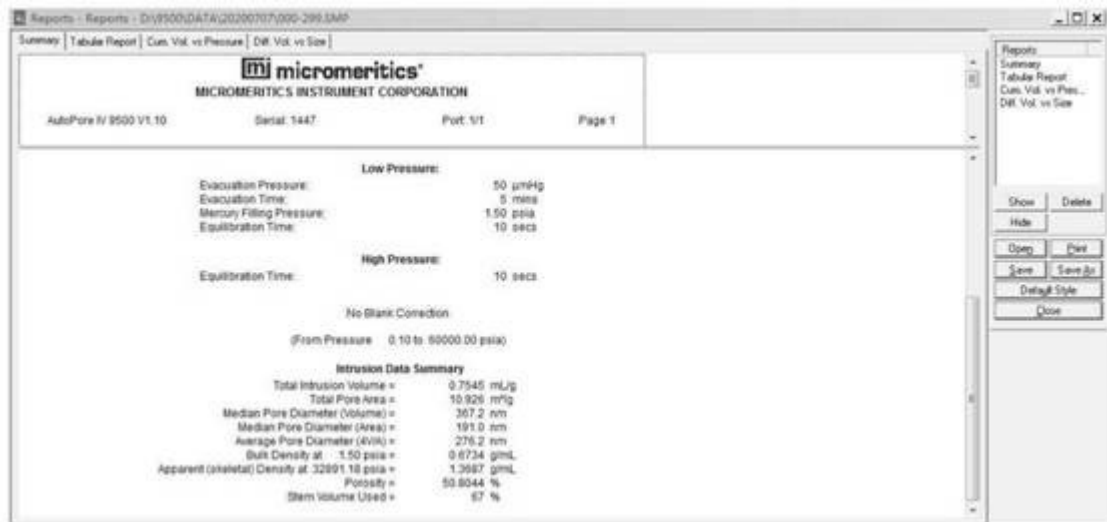 Reports - Reports - D:\9500\DATA\20200707\000-299.SMP
Summary Tabular Report Cum. Vol. vs Pressure Diff. Vol. vs Size
mi micromeritics®
MICROMERITICS INSTRUMENT CORPORATION
AutoPore IV 9500 V1.10 Serial: 1447 Port: 1/1 Page 1
Low Pressure:
Evacuation Pressure: 50 µmHg
Evacuation Time: 5 mins
Mercury Filling Pressure: 1.50 psia
Equilibration Time: 10 secs
High Pressure:
Equilibration Time: 10 secs
No Blank Correction
(From Pressure 0.10 to 60000.00 psia)
Intrusion Data Summary
Total Intrusion Volume = 0.7545 mL/g
Total Pore Area = 10.926 m²/g
Median Pore Diameter (Volume) = 367.2 nm
Median Pore Diameter (Area) = 191.0 nm
Average Pore Diameter (4V/A) = 276.2 nm
Bulk Density at 1.50 psia = 0.6734 g/mL
Apparent (skeletal) Density at 32891.18 psia = 1.3687 g/mL
Porosity = 50.8044 %
Stem Volume Used = 67 %
Reports
Summary
Tabular Report
Cum. Vol. vs Pres...
Diff. Vol. vs Size
Show Delete
Hide
Open Print
Save Save As
Default Style
Close